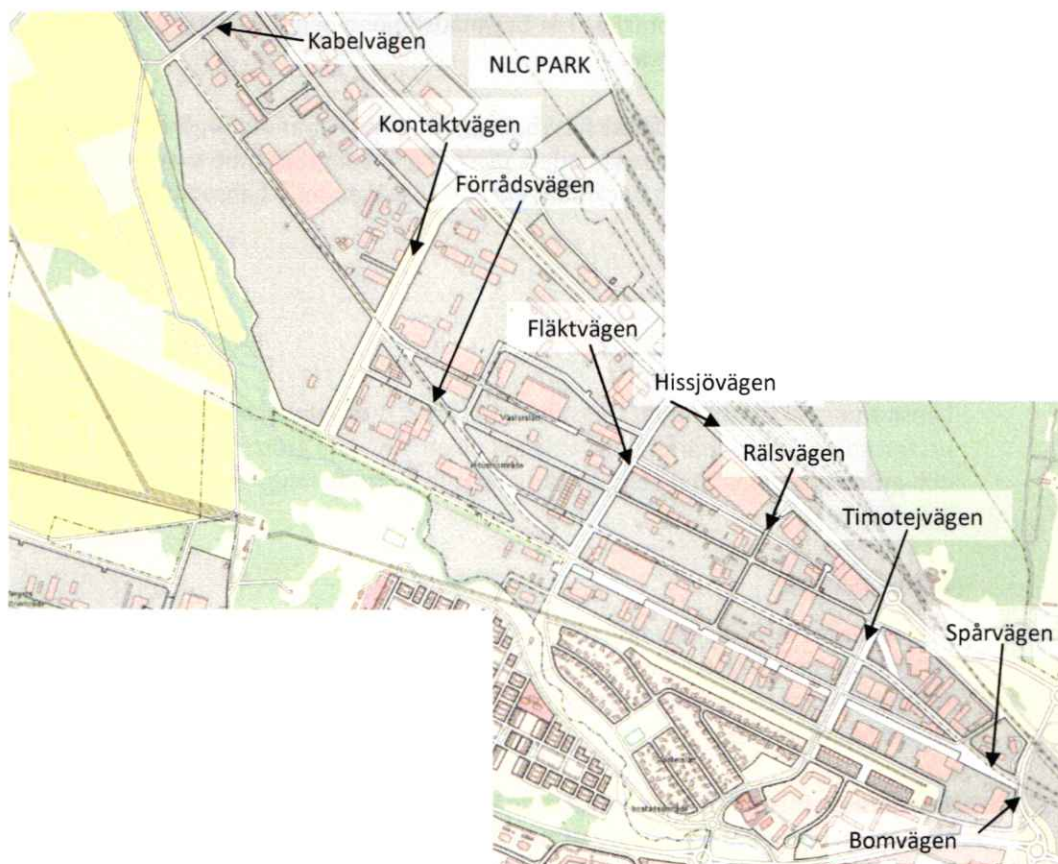 Kabelvägen
NLC PARK
Kontaktvägen
Förrådsvägen
Fläktvägen
Hissjövägen
Rälsvägen
Timotejvägen
Spårvägen
Bomvägen